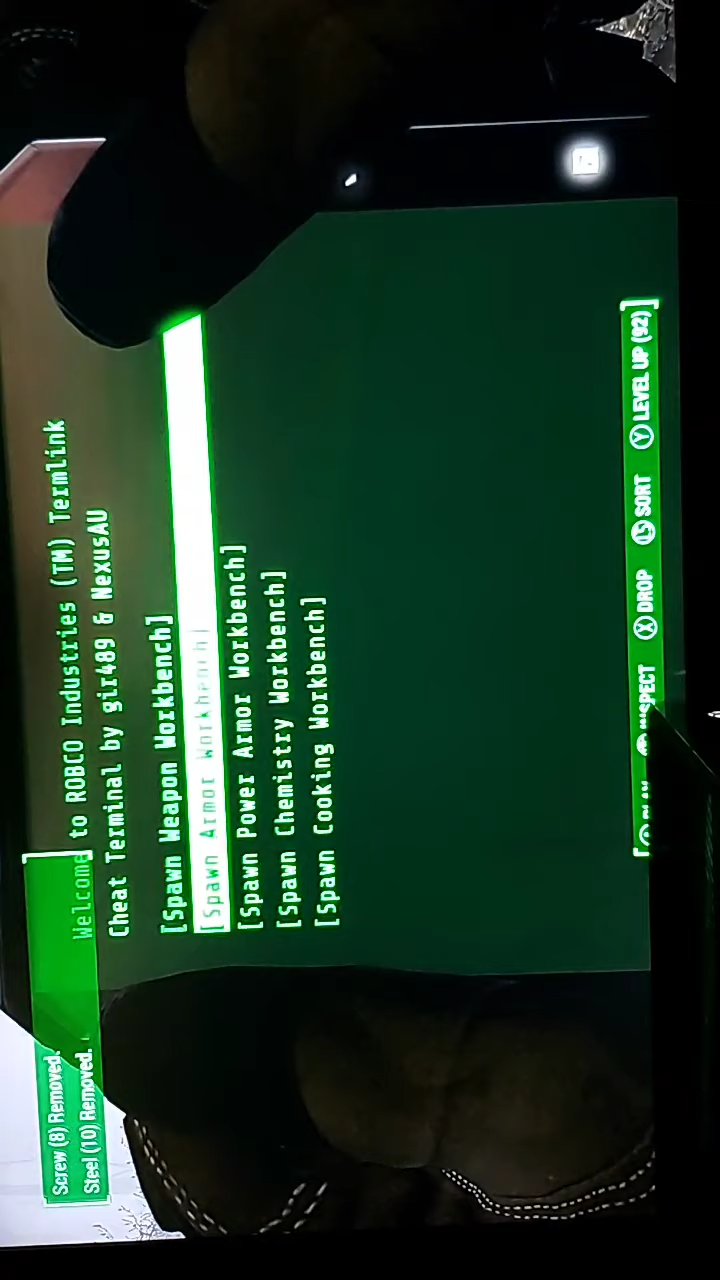 Screw (8) Removed.
Steel (10) Removed.
Welcome to ROBCO Industries (TM) Termlink
Cheat Terminal by gir489 & NexusAU
[Spawn Weapon Workbench]
[Spawn Armor Workbench]
[Spawn Power Armor Workbench]
[Spawn Chemistry Workbench]
[Spawn Cooking Workbench]
INSPECT X) DROP LS) SORT Y) LEVEL UP (92)